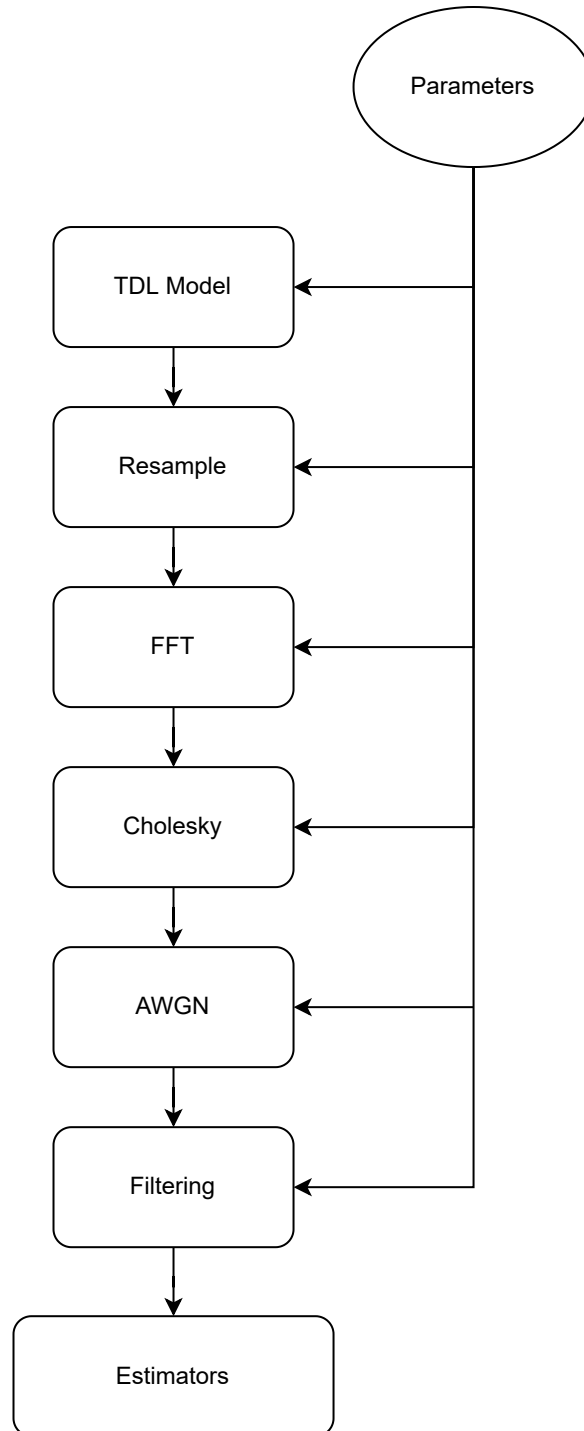 Parameters
TDL Model
Resample
FFT
Cholesky
AWGN
Filtering
Estimators